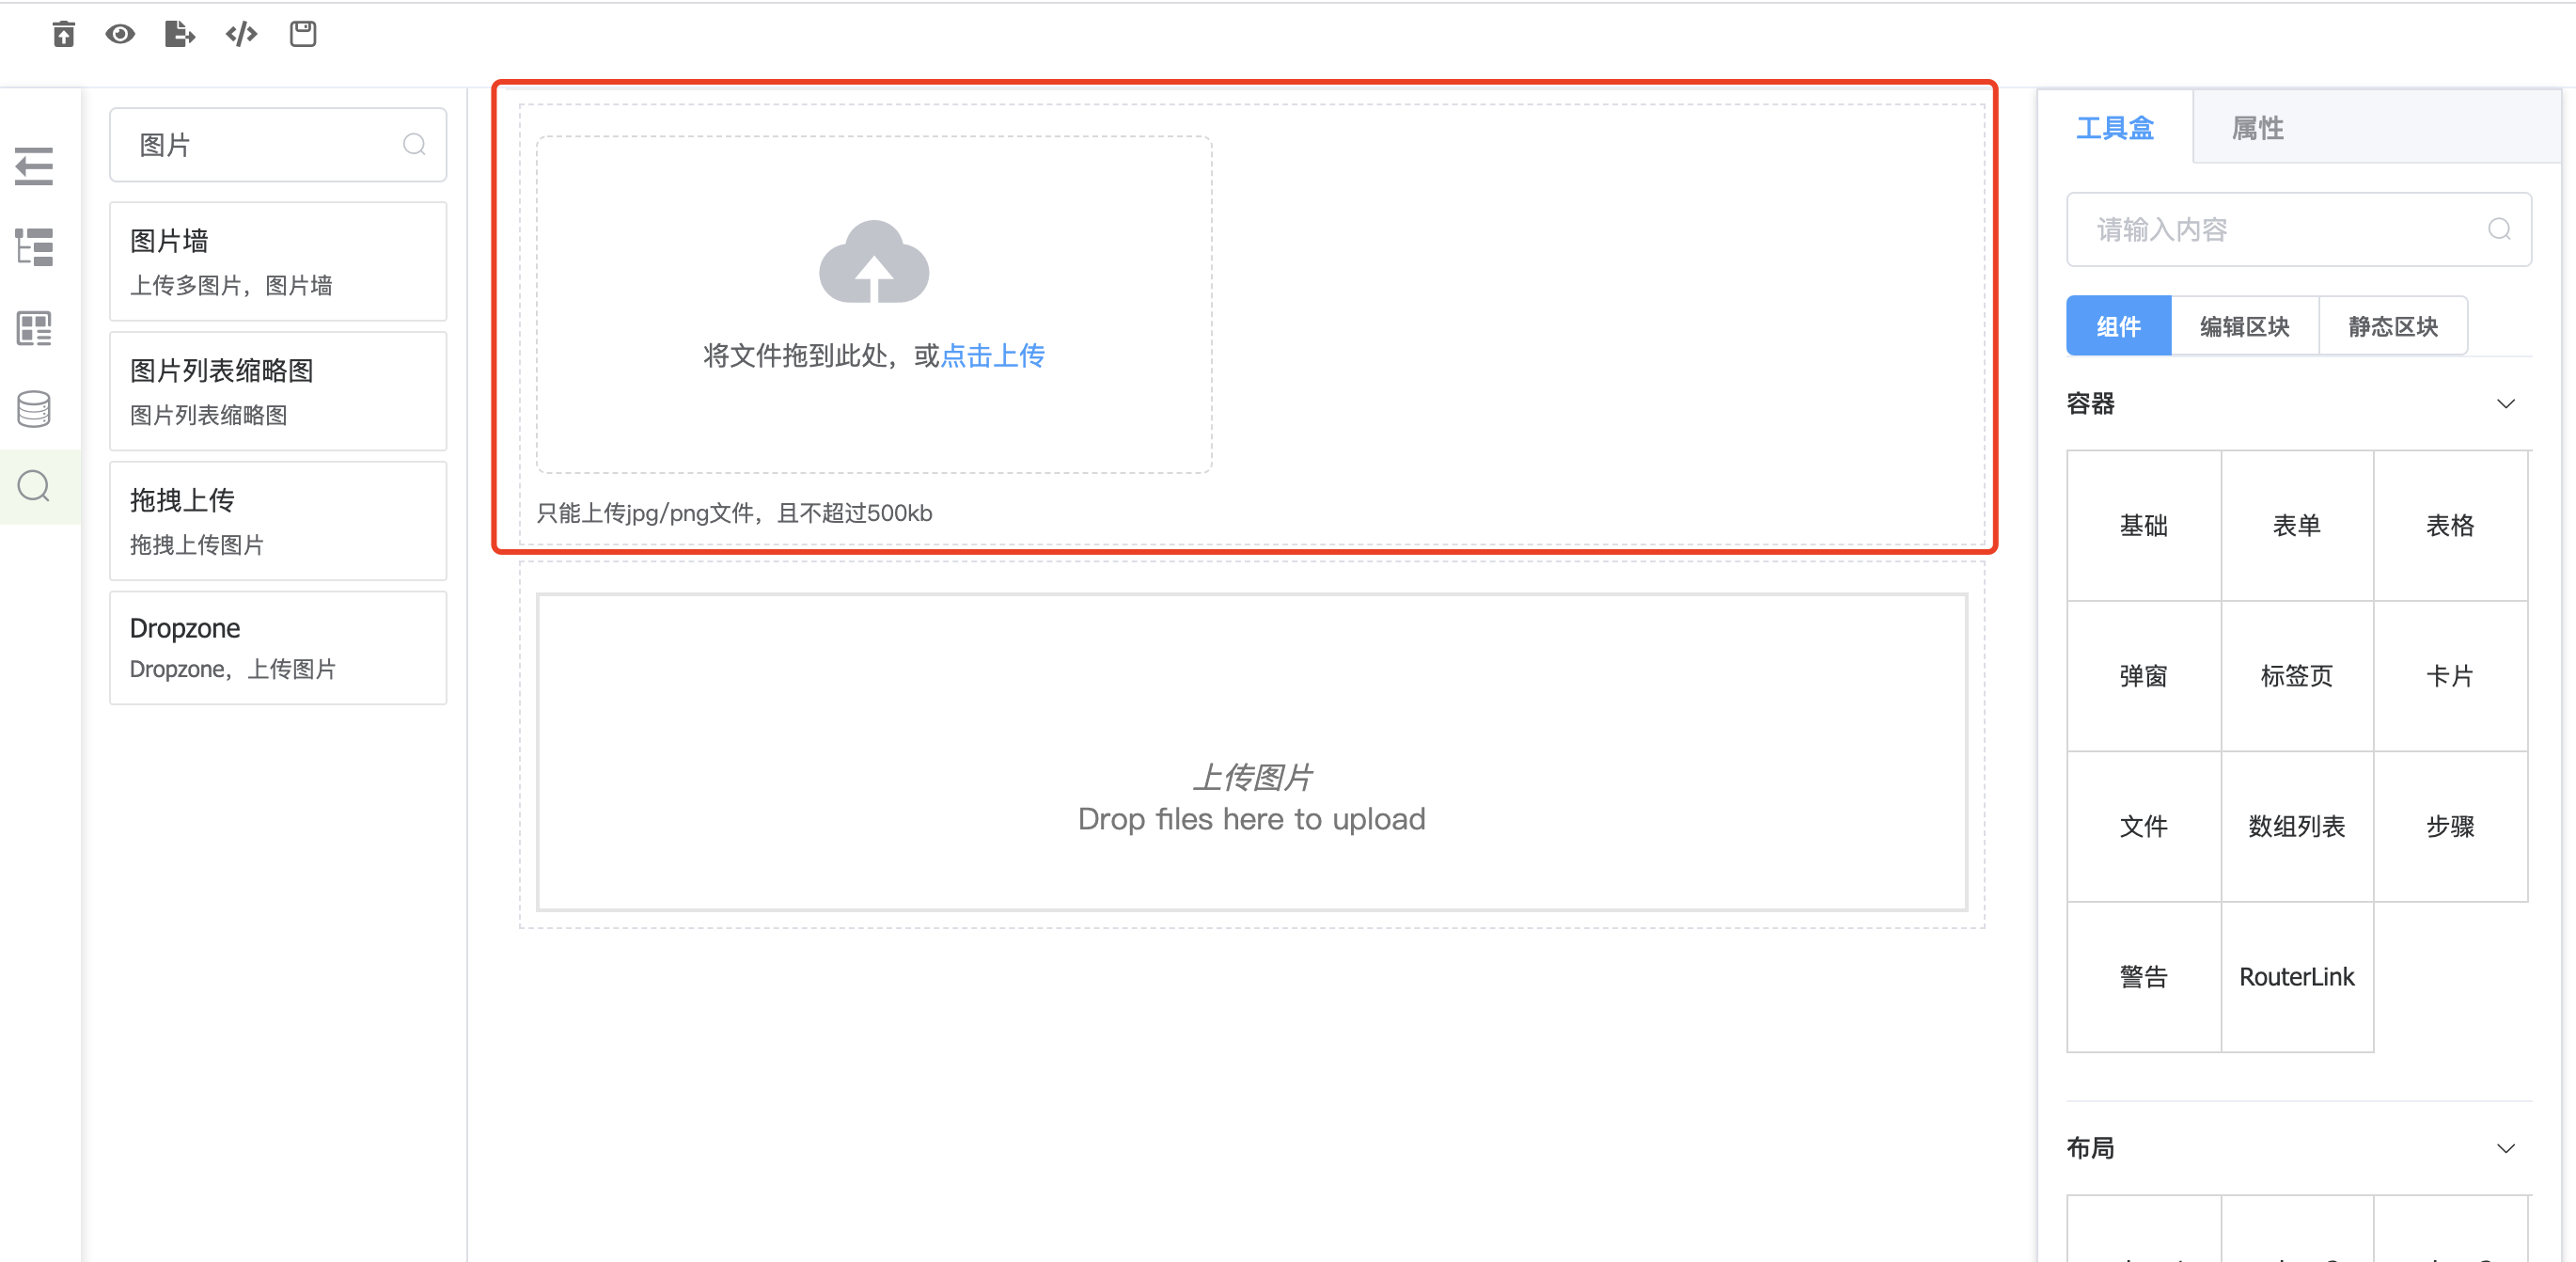 图片
图片墙
上传多图片，图片墙
图片列表缩略图
图片列表缩略图
拖拽上传
拖拽上传图片
Dropzone
Dropzone，上传图片
将文件拖到此处，或点击上传
只能上传jpg/png文件，且不超过500kb
上传图片
Drop files here to upload
工具盒 属性
请输入内容
组件 编辑区块 静态区块
容器
基础 表单 表格
弹窗 标签页 卡片
文件 数组列表 步骤
警告 RouterLink
布局